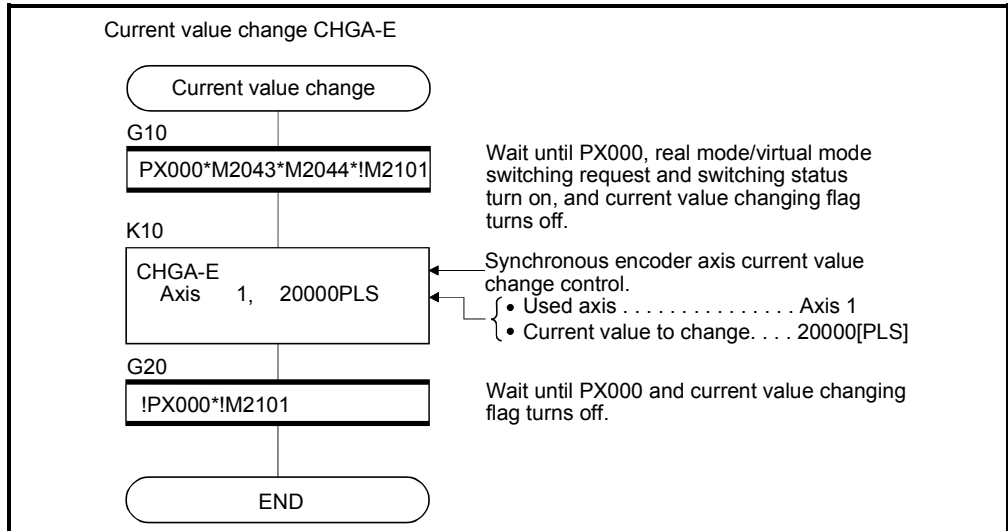 Current value change CHGA-E
Current value change
G10
PX000*M2043*M2044*!M2101
Wait until PX000, real mode/virtual mode
switching request and switching status
turn on, and current value changing flag
turns off.
K10
CHGA-E
Axis 1, 20000PLS
Synchronous encoder axis current value
change control.
• Used axis . . . . . . . . . . . . . . . Axis 1
• Current value to change. . . . 20000[PLS]
G20
!PX000*!M2101
Wait until PX000 and current value changing
flag turns off.
END